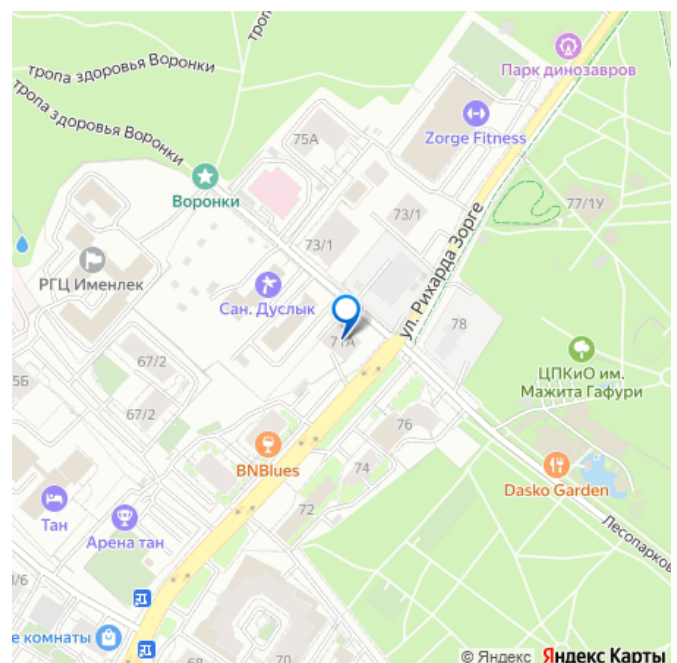 Парк динозавров
тропа здоровья Воронки
тропа здоровья Воронки
Zorge Fitness
75А
Воронки
77/1У
73/1
73/1
ул. Рихарда Зорге
РГЦ Именлек
Сан. Дуслык
78
67/2
ЦПКиО им.
Мажита Гафури
67/2
76
BNBlues
74
Dasko Garden
Тан
72
Арена тан
Лесопарков
е комнаты
70
68
© Яндекс Яндекс Карты